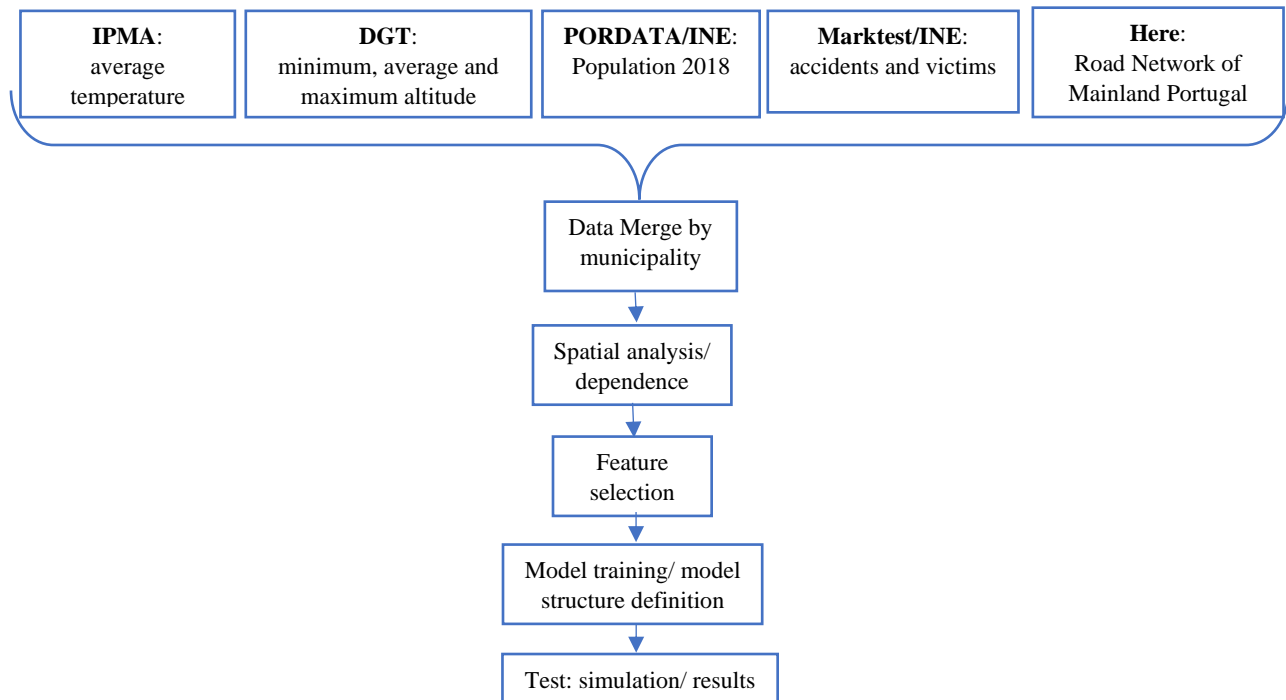 IPMA:
average
temperature
DGT:
minimum, average and
maximum altitude
PORDATA/INE:
Population 2018
Marktest/INE:
accidents and victims
Here:
Road Network of
Mainland Portugal
Data Merge by
municipality
Spatial analysis/
dependence
Feature
selection
Model training/ model
structure definition
Test: simulation/ results